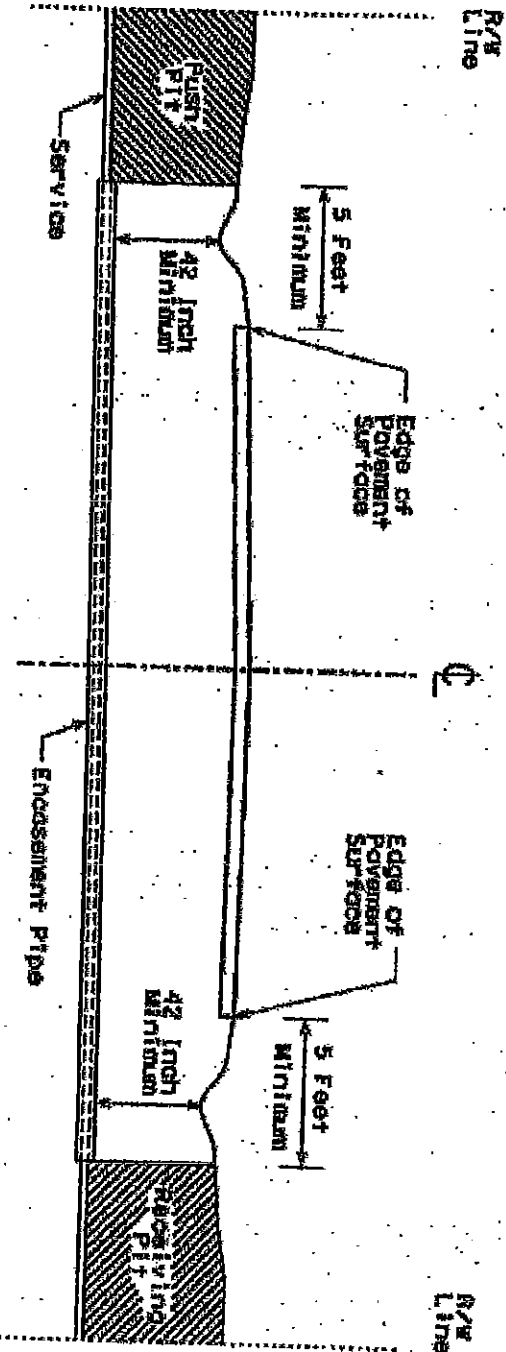 R/W
Line
R/W
Line
C
L
Edge of
Pavement
Surface
Edge of
Pavement
Surface
5 Feet
Minimum
5 Feet
Minimum
42 Inch
Minimum
42 Inch
Minimum
Push
Pit
Receiving
Pit
Service
Encasement Pipe